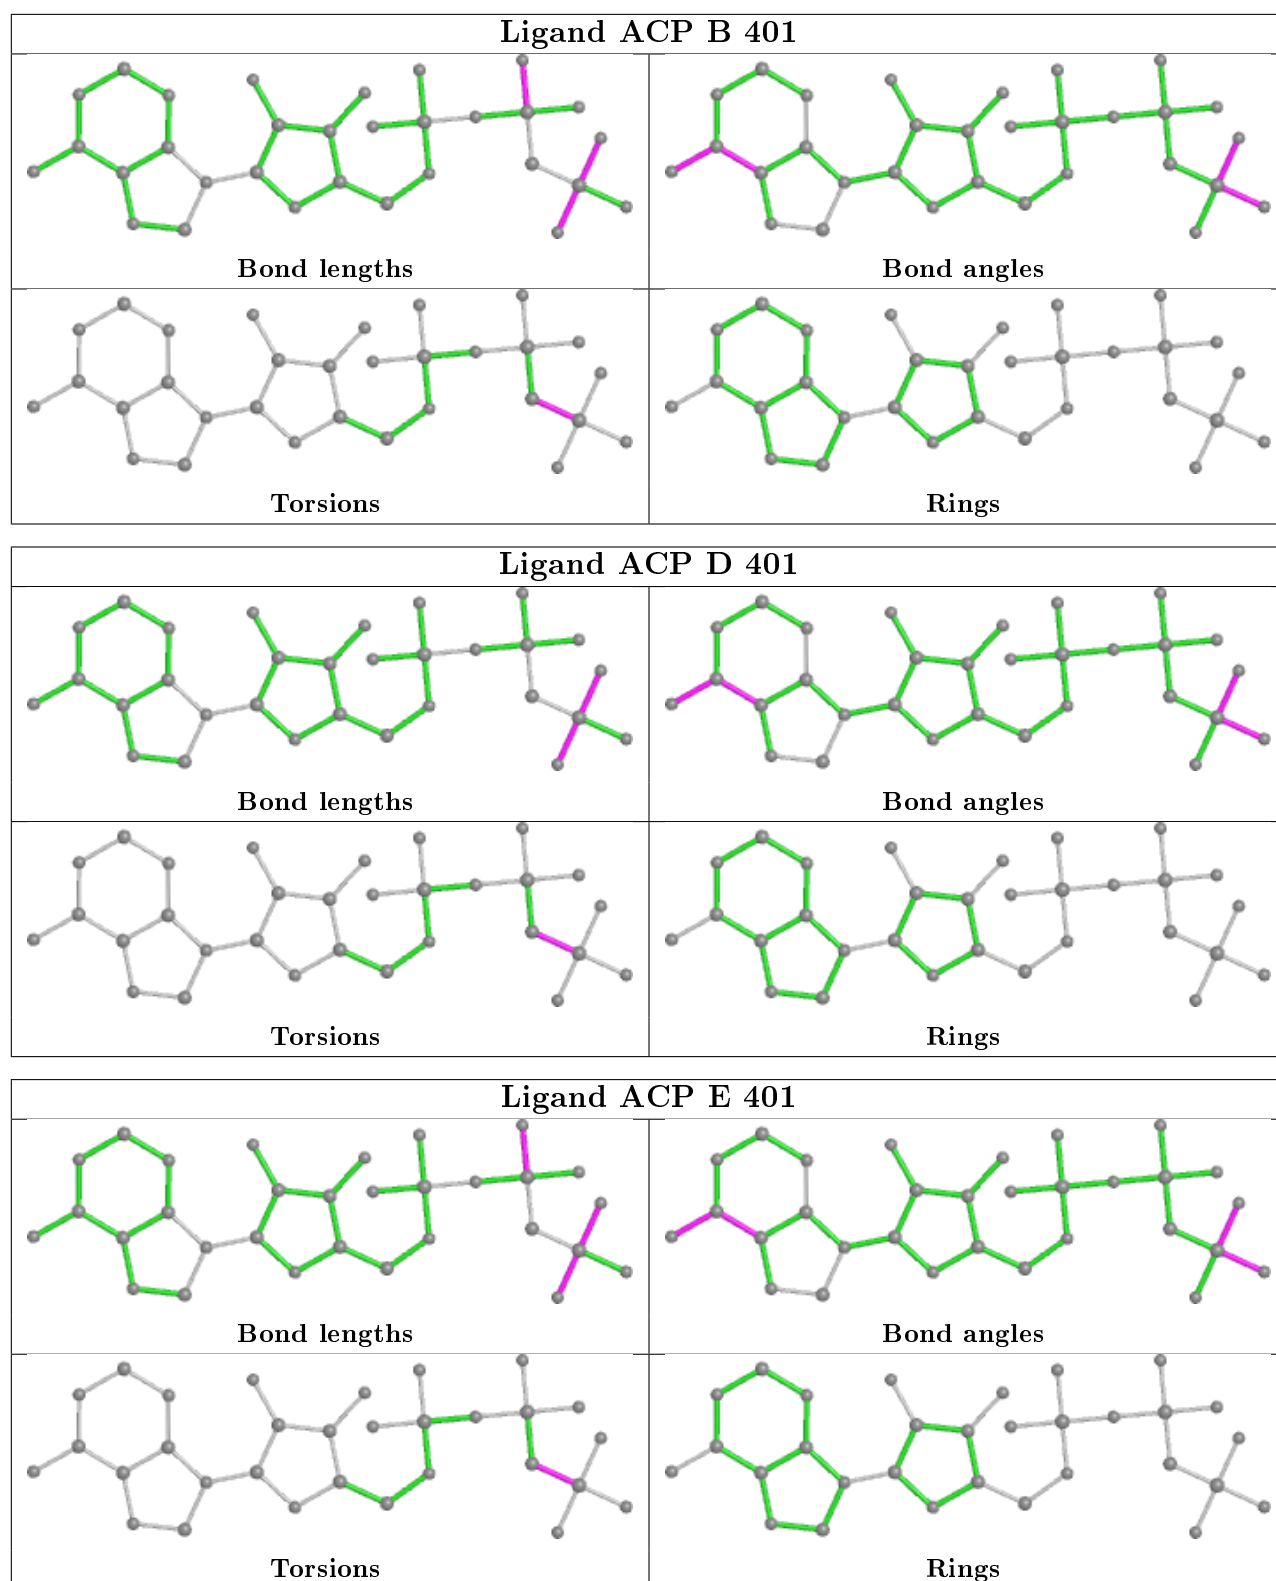 Ligand ACP B 401
Bond lengths
Bond angles
Torsions
Rings
Ligand ACP D 401
Bond lengths
Bond angles
Torsions
Rings
Ligand ACP E 401
Bond lengths
Bond angles
Torsions
Rings